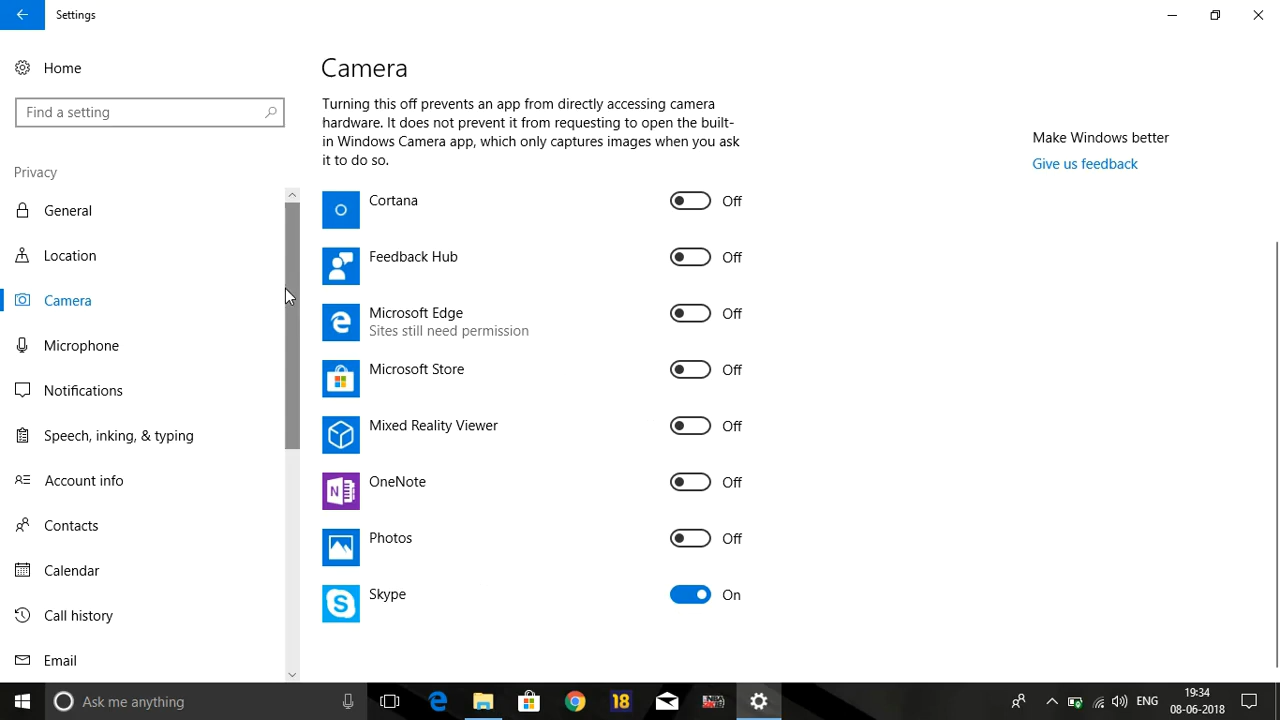 Settings
Home
Find a setting
Privacy
General
Location
Camera
Microphone
Notifications
Speech, inking, & typing
Account info
Contacts
Calendar
Call history
Email
Camera
Turning this off prevents an app from directly accessing camera
hardware. It does not prevent it from requesting to open the built-
in Windows Camera app, which only captures images when you ask
it to do so.
Cortana Off
Feedback Hub Off
Microsoft Edge Off
Sites still need permission
Microsoft Store Off
Mixed Reality Viewer Off
OneNote Off
N
Photos Off
Skype On
S
Make Windows better
Give us feedback
Ask me anything
18
ENG
19:34
08-06-2018